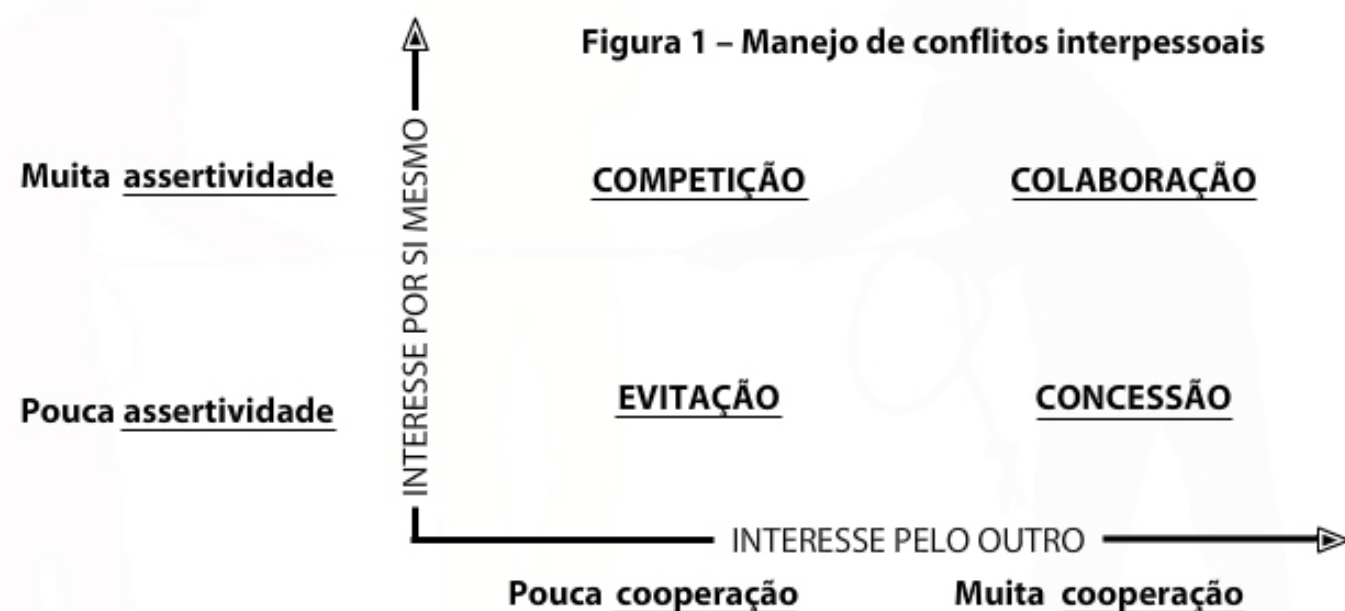 Figura 1 – Manejo de conflitos interpessoais
INTERESSE POR SI MESMO
Muita assertividade
COMPETIÇÃO
COLABORAÇÃO
Pouca assertividade
EVITAÇÃO
CONCESSÃO
INTERESSE PELO OUTRO
Pouca cooperação
Muita cooperação